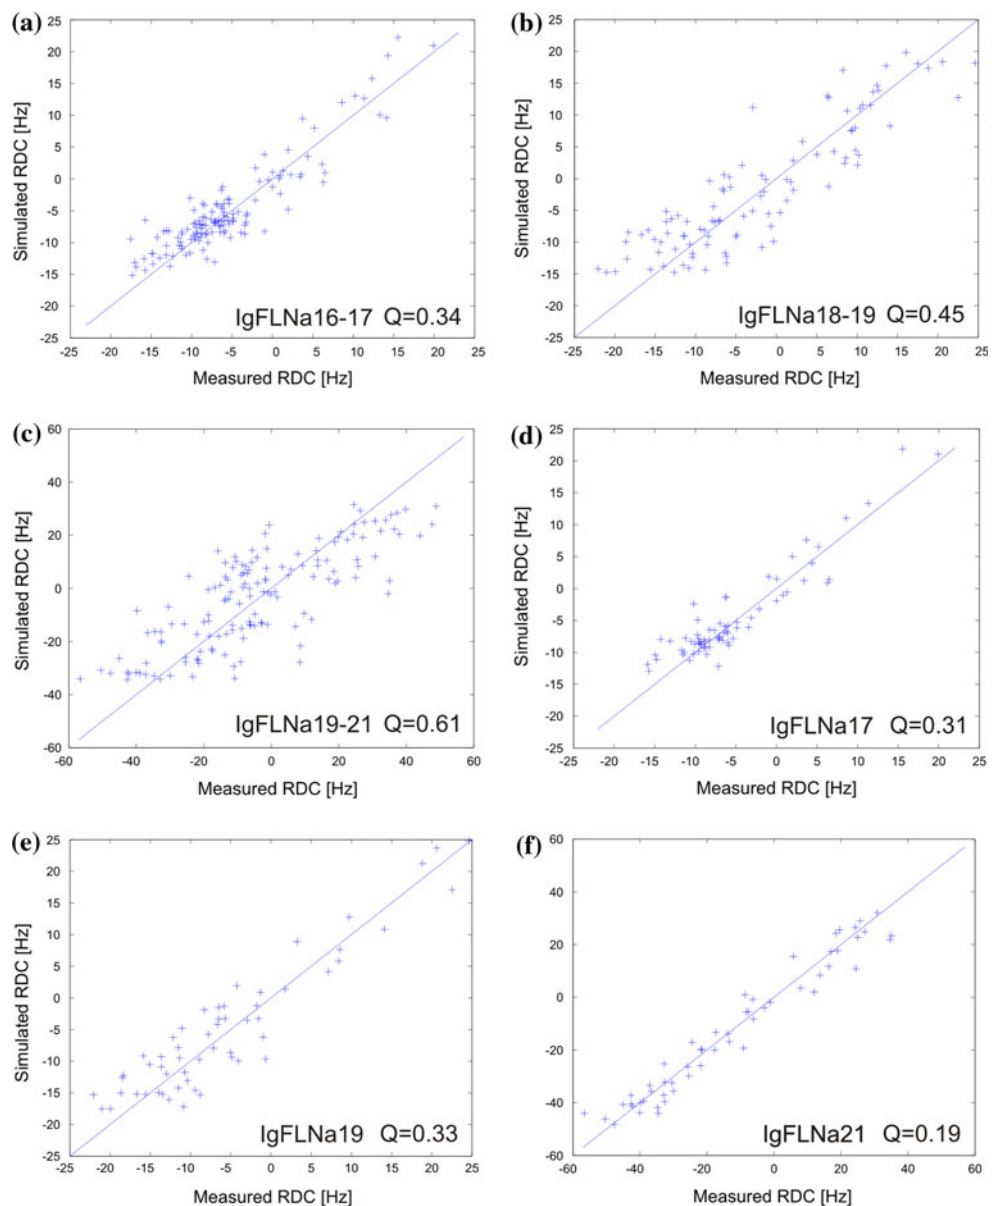 (a)
25
20
15
10
5
0
-5
-10
-15
-20
-25
Simulated RDC [Hz]
IgFLNa16-17 Q=0.34
-25 -20 -15 -10 -5 0 5 10 15 20 25
Measured RDC [Hz]
(b)
25
20
15
10
5
0
-5
-10
-15
-20
-25
Simulated RDC [Hz]
IgFLNa18-19 Q=0.45
-25 -20 -15 -10 -5 0 5 10 15 20 25
Measured RDC [Hz]
(c)
60
40
20
0
-20
-40
-60
Simulated RDC [Hz]
IgFLNa19-21 Q=0.61
-60 -40 -20 0 20 40 60
Measured RDC [Hz]
(d)
25
20
15
10
5
0
-5
-10
-15
-20
-25
Simulated RDC [Hz]
IgFLNa17 Q=0.31
-25 -20 -15 -10 -5 0 5 10 15 20 25
Measured RDC [Hz]
(e)
25
20
15
10
5
0
-5
-10
-15
-20
-25
Simulated RDC [Hz]
IgFLNa19 Q=0.33
-25 -20 -15 -10 -5 0 5 10 15 20 25
Measured RDC [Hz]
(f)
60
40
20
0
-20
-40
-60
IgFLNa21 Q=0.19
-60 -40 -20 0 20 40 60
Measured RDC [Hz]